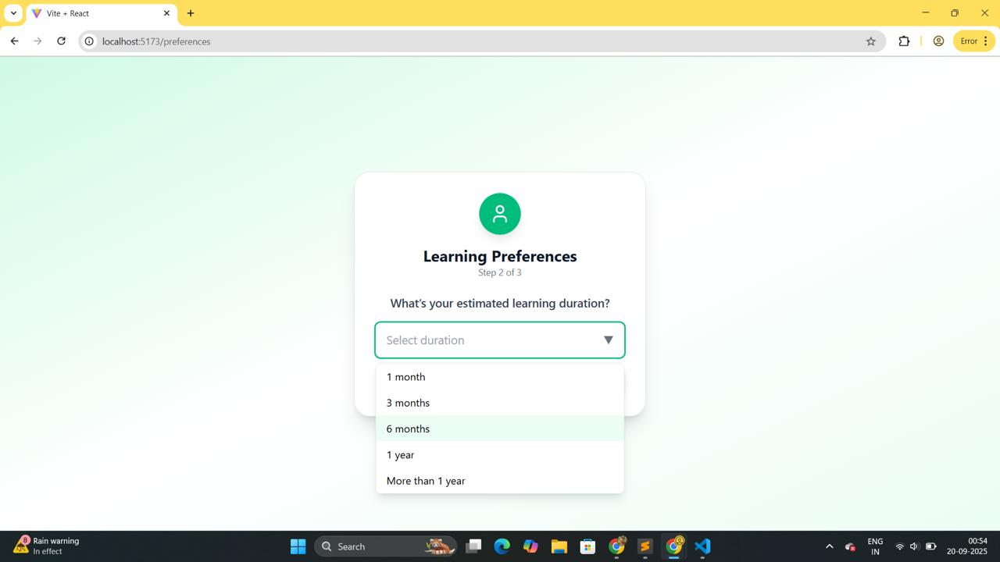 Vite + React
localhost:5173/preferences
Error
Learning Preferences
Step 2 of 3
What's your estimated learning duration?
Select duration
1 month
3 months
6 months
1 year
More than 1 year
8
Rain warning
In effect
Search
ENG
IN
00:54
20-09-2025